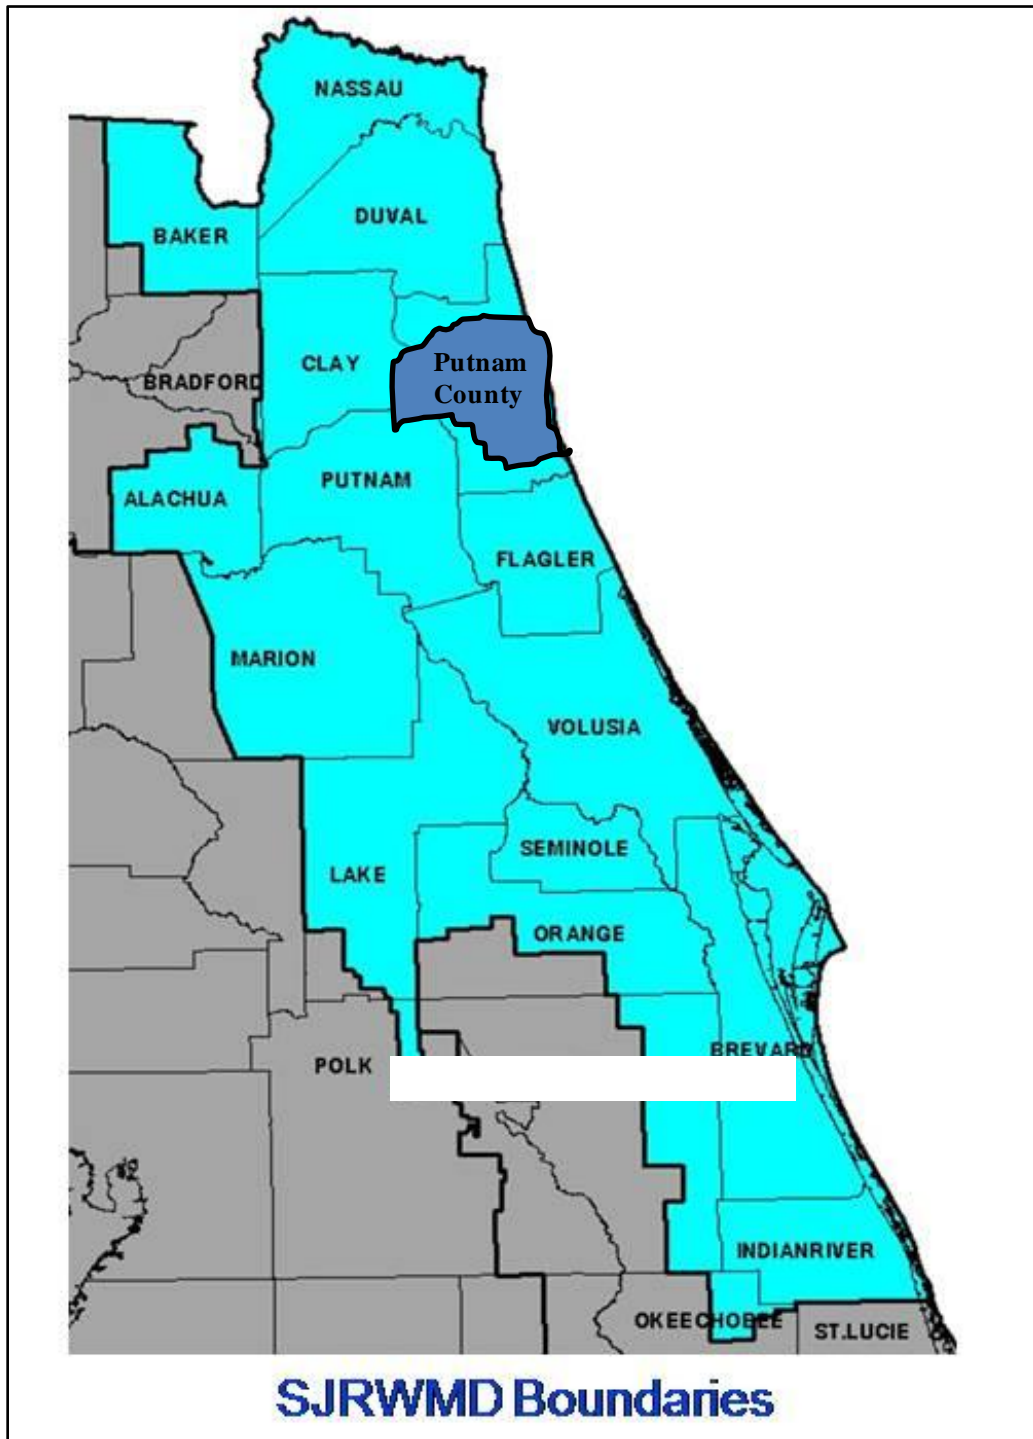 NASSAU
DUVAL
BAKER
CLAY
Putnam
County
BRADFORD
PUTNAM
ALACHUA
FLAGLER
MARION
VOLUSIA
SEMINOLE
LAKE
ORANGE
BREVARD
POLK
INDIANRIVER
OKEECHOBEE
ST.LUCIE
SJRWMD Boundaries